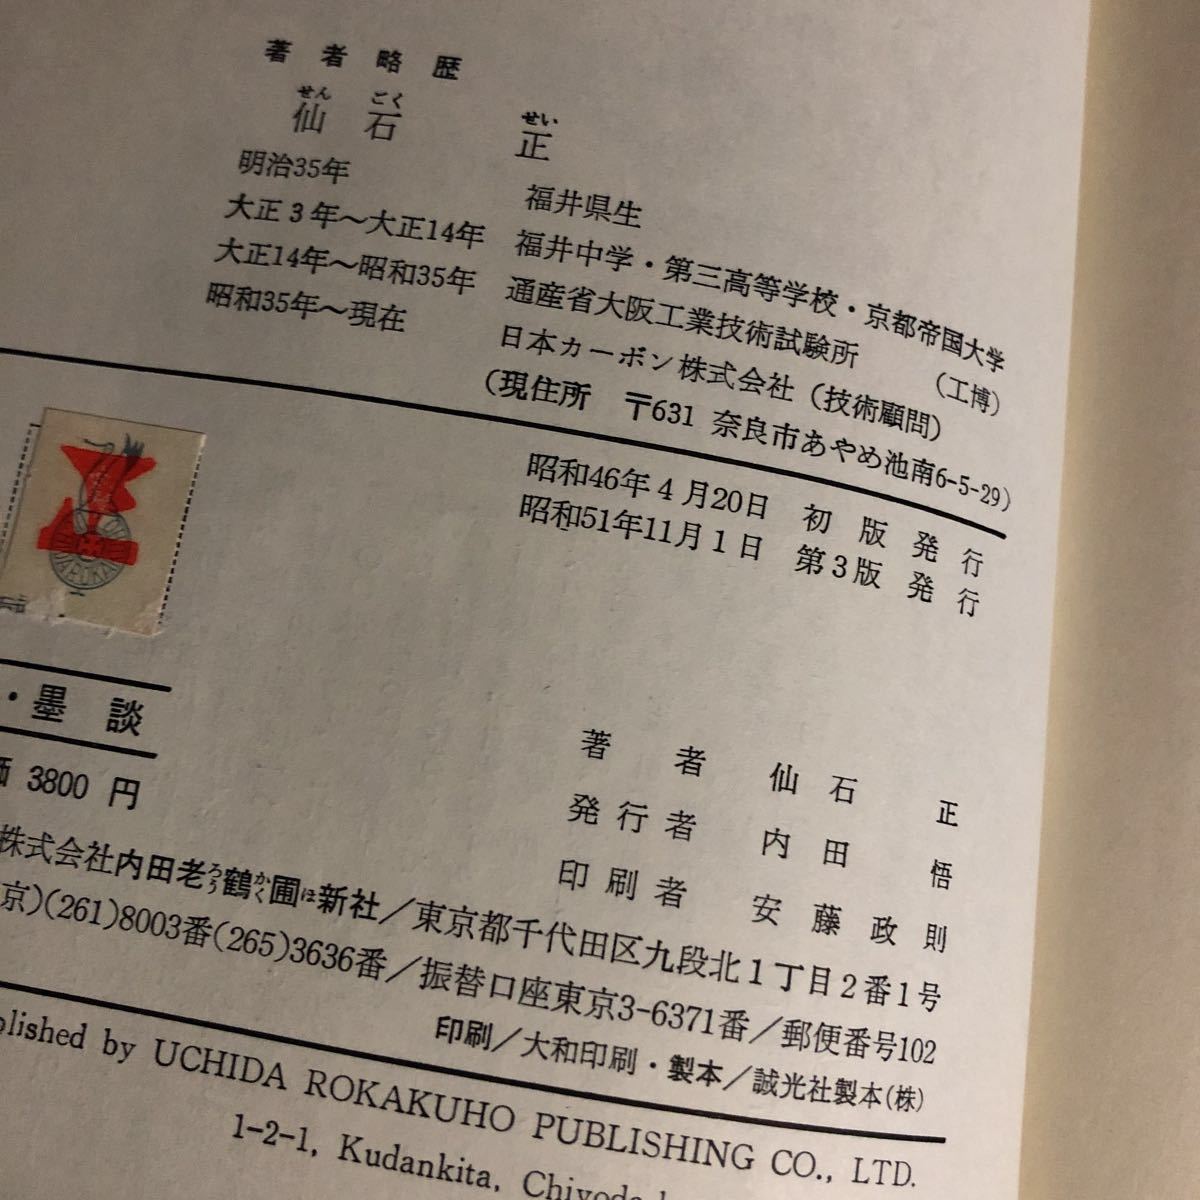 著者略歴
せん ごく せい
仙石 正
明治35年 福井県生
大正3年～大正14年 福井中学・第三高等学校・京都帝国大学
(工博)
大正14年～昭和35年 通産省大阪工業技術試験所
昭和35年～現在 日本カーボン株式会社(技術顧問)
(現住所 〒631 奈良市あやめ池南6-5-29)
昭和46年4月20日 初版発行
昭和51年11月1日 第3版発行
・墨談
価 3800 円
著者 仙石 正
発行者 内田 悟
印刷者 安藤政則
株式会社内田老ろう鶴かく圃ほ新社／東京都千代田区九段北1丁目2番1号
京)(261)8003番(265)3636番／振替口座東京3-6371番／郵便番号102
印刷／大和印刷・製本／誠光社製本(株)
blished by UCHIDA ROKAKUHO PUBLISHING CO., LTD.
1-2-1, Kudankita, Chiyoda